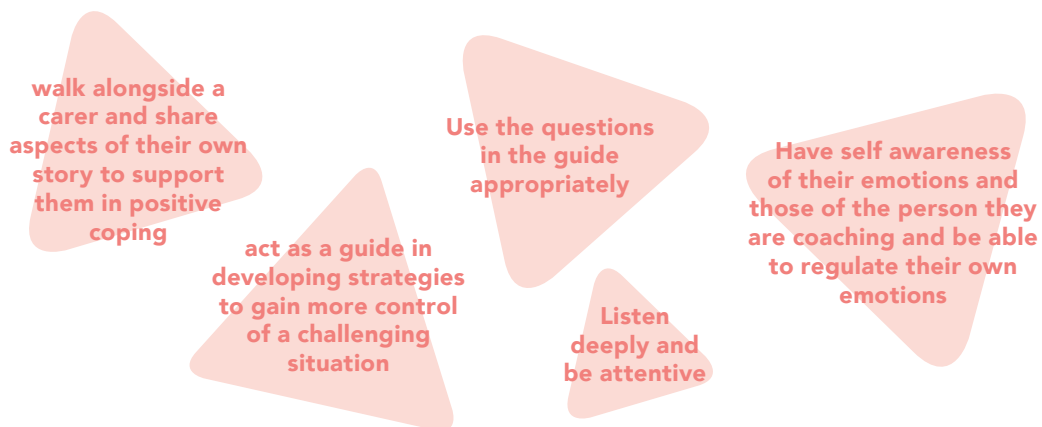 walk alongside a
carer and share
aspects of their own
story to support
them in positive
coping
act as a guide in
developing strategies
to gain more control
of a challenging
situation
Use the questions
in the guide
appropriately
Listen
deeply and
be attentive
Have self awareness
of their emotions and
those of the person they
are coaching and be able
to regulate their own
emotions